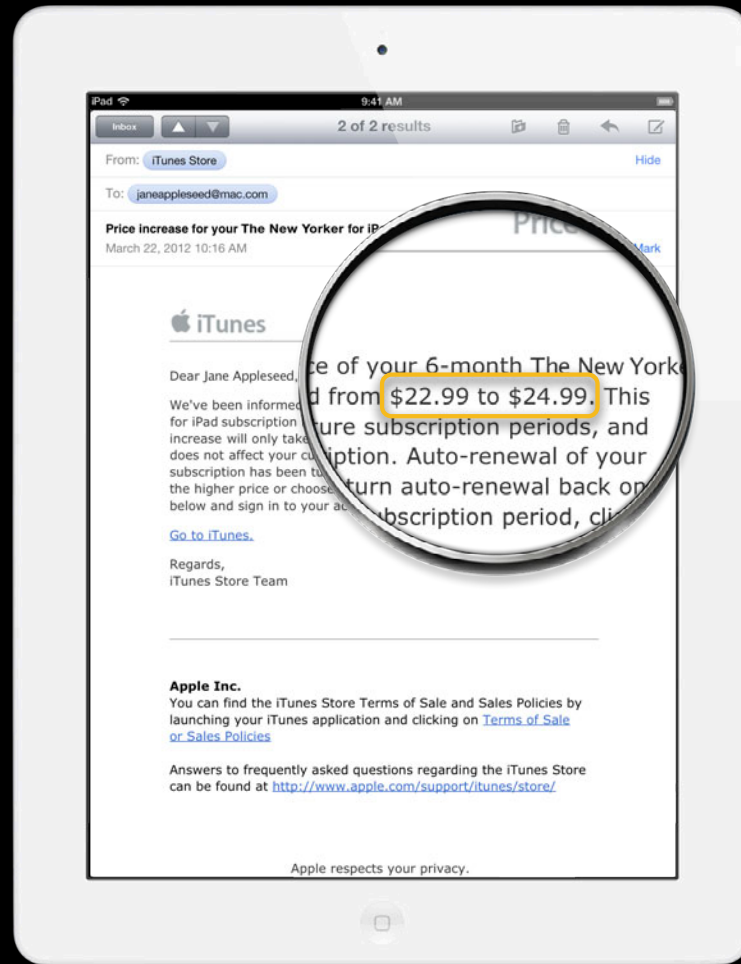 iPad 9:41 AM
Inbox 2 of 2 results
From: iTunes Store Hide
To: janeappleseed@mac.com
Price increase for your The New Yorker for iP
March 22, 2012 10:16 AM Mark
Price
iTunes
Dear Jane Appleseed,
We've been informed
for iPad subscription
increase will only take
does not affect your cu
subscription has been tu
the higher price or choose
below and sign in to your ac
ce of your 6-month The New Yorke
d from $22.99 to $24.99. This
ture subscription periods, and
iption. Auto-renewal of your
turn auto-renewal back on
ubscription period, cli
Go to iTunes.
Regards,
iTunes Store Team
Apple Inc.
You can find the iTunes Store Terms of Sale and Sales Policies by
launching your iTunes application and clicking on Terms of Sale
or Sales Policies
Answers to frequently asked questions regarding the iTunes Store
can be found at http://www.apple.com/support/itunes/store/
Apple respects your privacy.